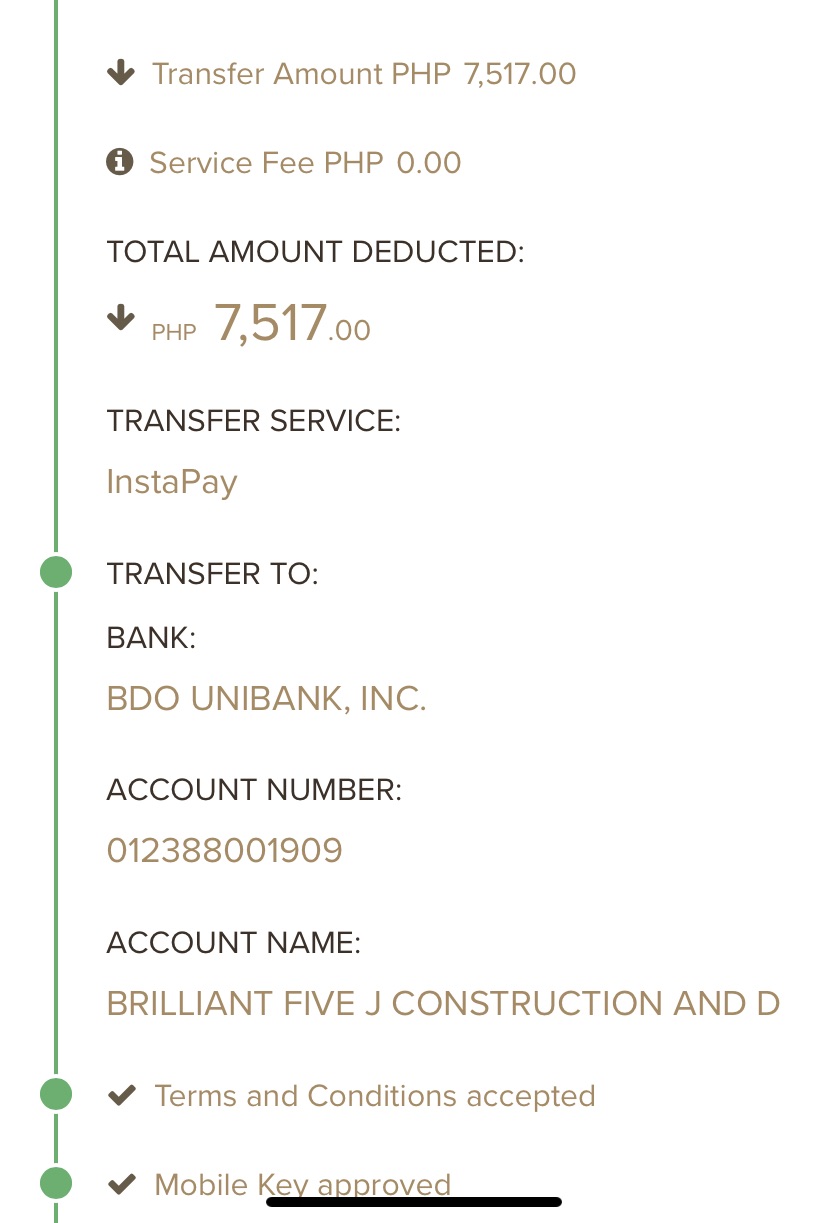 Transfer Amount PHP 7,517.00
Service Fee PHP 0.00
TOTAL AMOUNT DEDUCTED:
PHP 7,517.00
TRANSFER SERVICE:
InstaPay
TRANSFER TO:
BANK:
BDO UNIBANK, INC.
ACCOUNT NUMBER:
012388001909
ACCOUNT NAME:
BRILLIANT FIVE J CONSTRUCTION AND D
Terms and Conditions accepted
Mobile Key approved